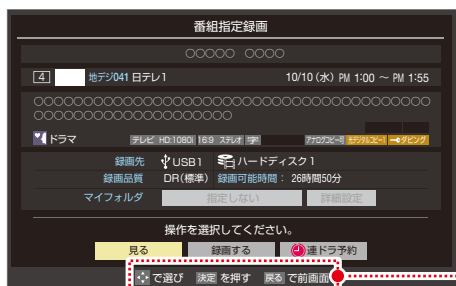 番組指定録画
○○○○○ ○○○○
4 地デジ041 日テレ1 10/10(水) PM 1:00 ～ PM 1:55
○○○○○○○○○○○○○○○○○○○○○○○○○○○○○○○○○○○○
○○○○○○○○○○○○○○○○○○
ドラマ テレビ HD:1080i 16:9 ステレオ 字 アナログコピー可 デジタルコピー1 ダビング
録画先 USB1 ハードディスク1
録画品質 DR(標準) 録画可能時間： 26時間50分
マイフォルダ 指定しない 詳細設定
操作を選択してください。
見る 録画する 連ドラ予約
で選び 決定 を押す 戻る で前画面